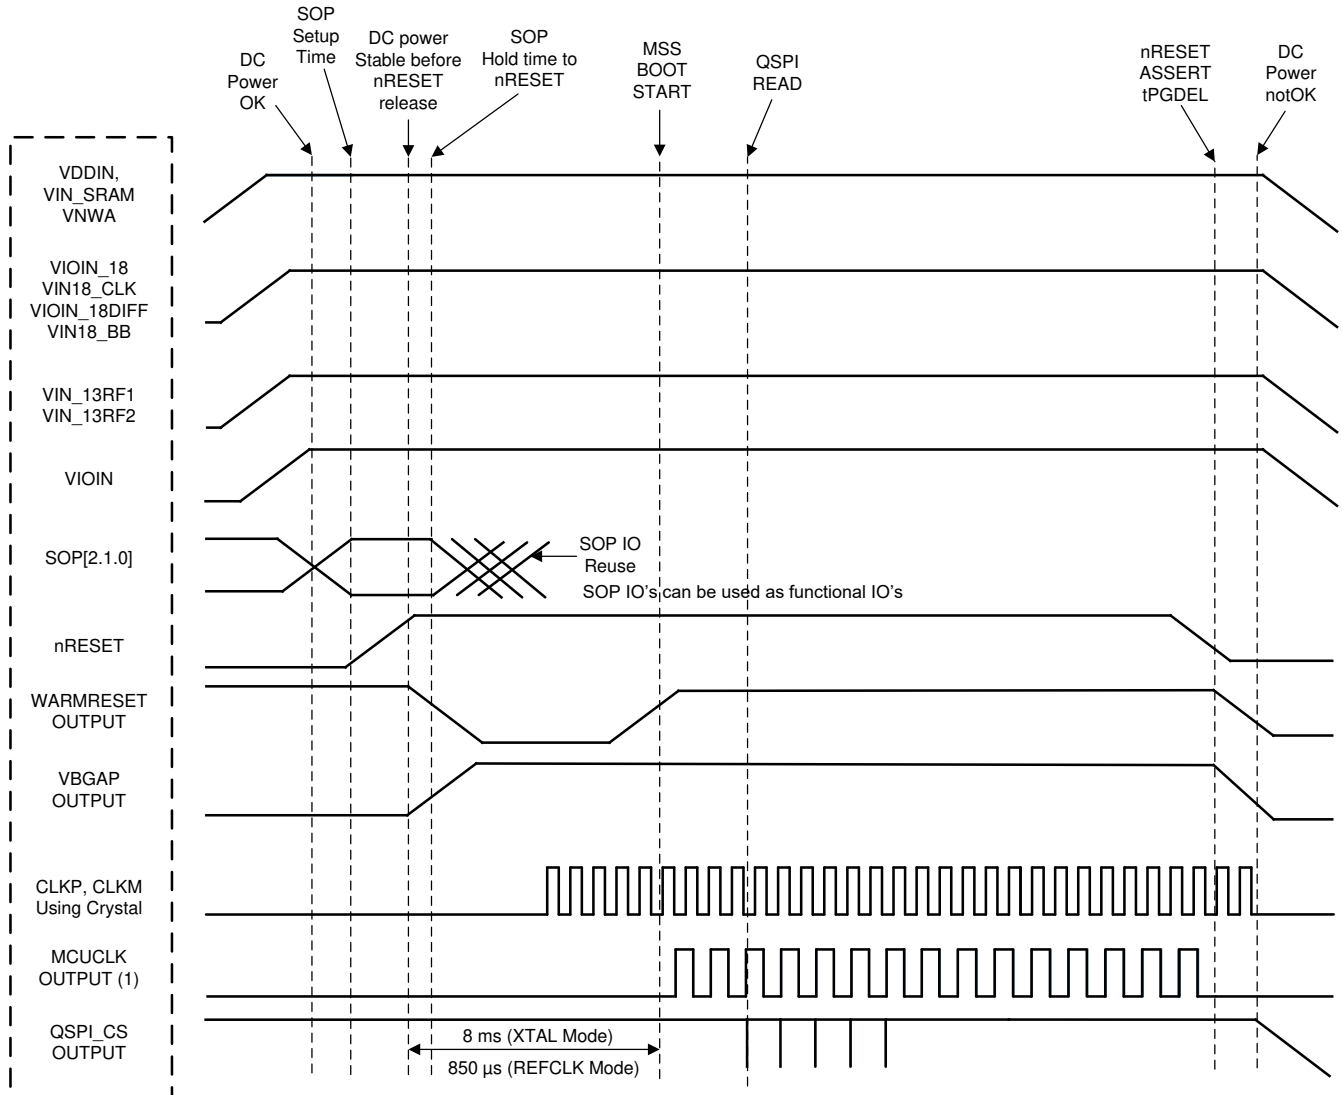 SOP
Setup
Time
DC
Power
OK
DC power
Stable before
nRESET
release
SOP
Hold time to
nRESET
MSS
BOOT
START
QSPI
READ
nRESET
ASSERT
tPGDEL
DC
Power
notOK
VDDIN,
VIN_SRAM
VNWA
VIOIN_18
VIN18_CLK
VIOIN_18DIFF
VIN18_BB
VIN_13RF1
VIN_13RF2
VIOIN
SOP[2.1.0]
SOP IO
Reuse
SOP IO's can be used as functional IO's
nRESET
WARMRESET
OUTPUT
VBGAP
OUTPUT
CLKP, CLKM
Using Crystal
MCUCLK
OUTPUT (1)
QSPI_CS
OUTPUT
8 ms (XTAL Mode)
850 µs (REFCLK Mode)